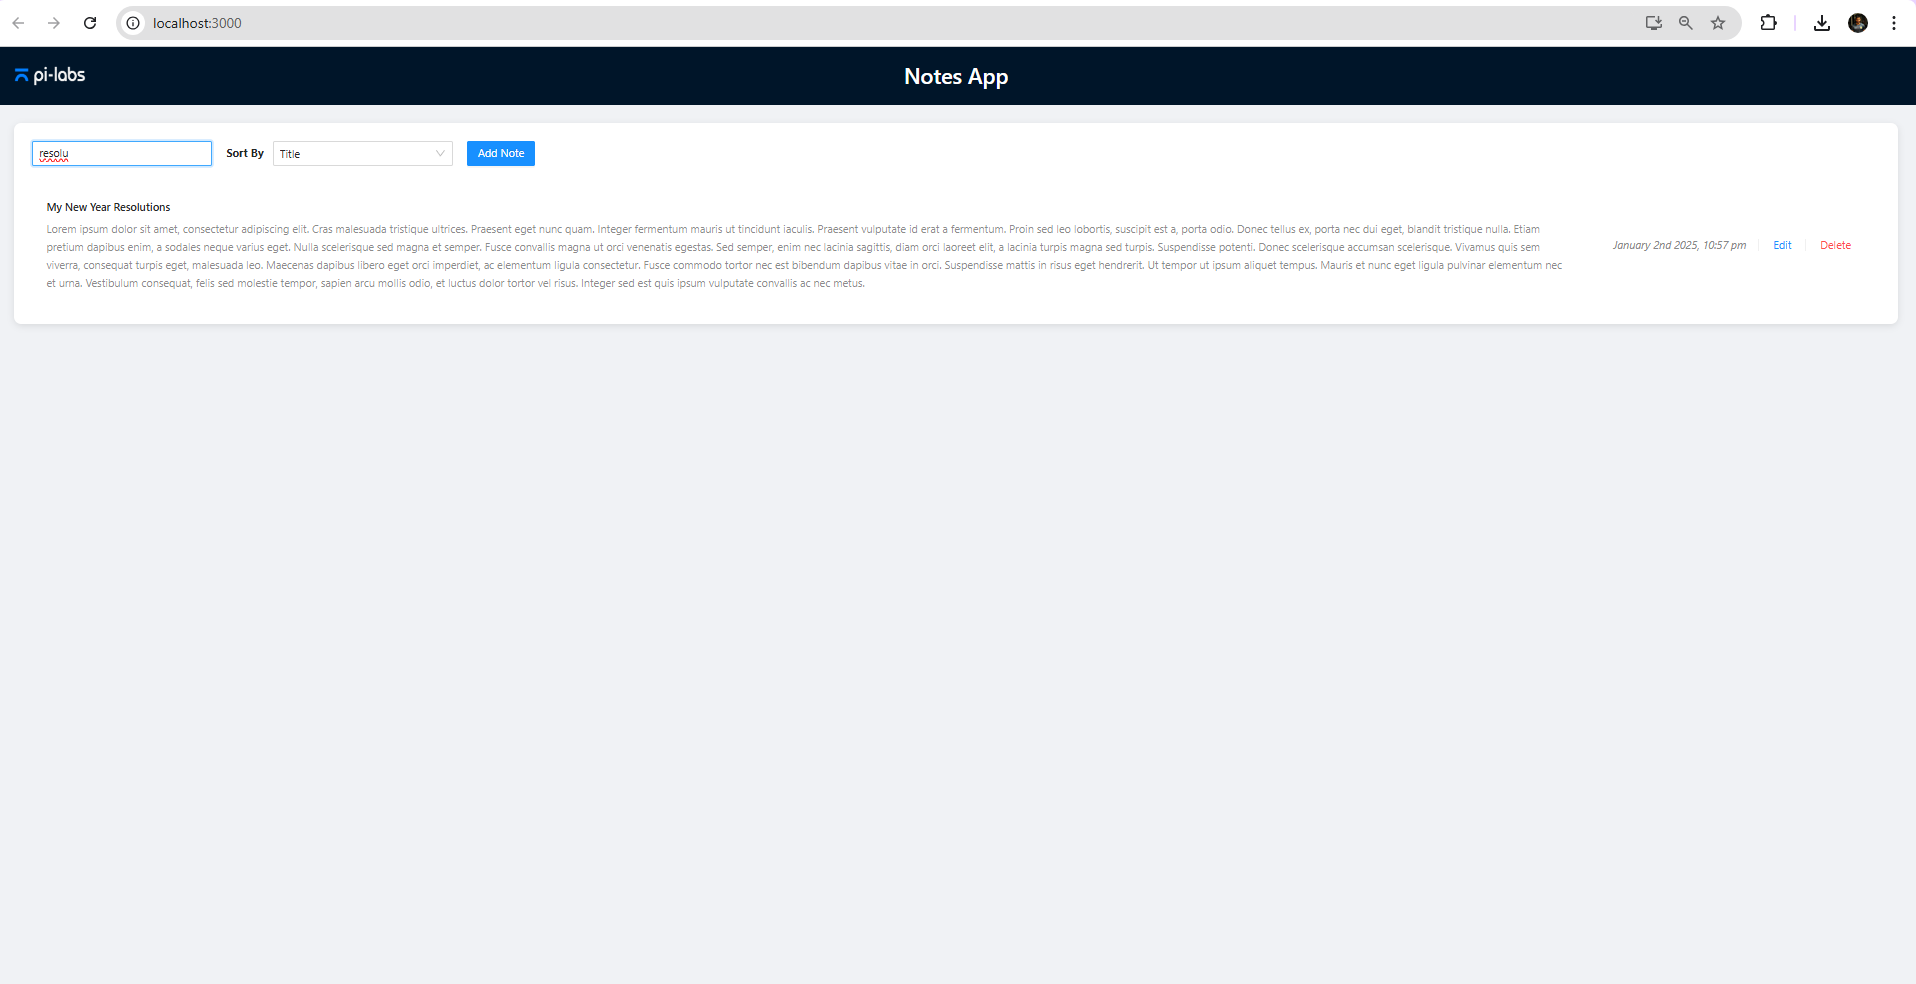 localhost:3000
pi-labs
Notes App
resolu
Sort By
Title
Add Note
My New Year Resolutions
Lorem ipsum dolor sit amet, consectetur adipiscing elit. Cras malesuada tristique ultrices. Praesent eget nunc quam. Integer fermentum mauris ut tincidunt iaculis. Praesent vulputate id erat a fermentum. Proin sed leo lobortis, suscipit est a, porta odio. Donec tellus ex, porta nec dui eget, blandit tristique nulla. Etiam
pretium dapibus enim, a sodales neque varius eget. Nulla scelerisque sed magna et semper. Fusce convallis magna ut orci venenatis egestas. Sed semper, enim nec lacinia sagittis, diam orci laoreet elit, a lacinia turpis magna sed turpis. Suspendisse potenti. Donec scelerisque accumsan scelerisque. Vivamus quis sem
viverra, consequat turpis eget, malesuada leo. Maecenas dapibus libero eget orci imperdiet, ac elementum ligula consectetur. Fusce commodo tortor nec est bibendum dapibus vitae in orci. Suspendisse mattis in risus eget hendrerit. Ut tempor ut ipsum aliquet tempus. Mauris et nunc eget ligula pulvinar elementum nec
et urna. Vestibulum consequat, felis sed molestie tempor, sapien arcu mollis odio, et luctus dolor tortor vel risus. Integer sed est quis ipsum vulputate convallis ac nec metus.
January 2nd 2025, 10:57 pm
Edit
Delete